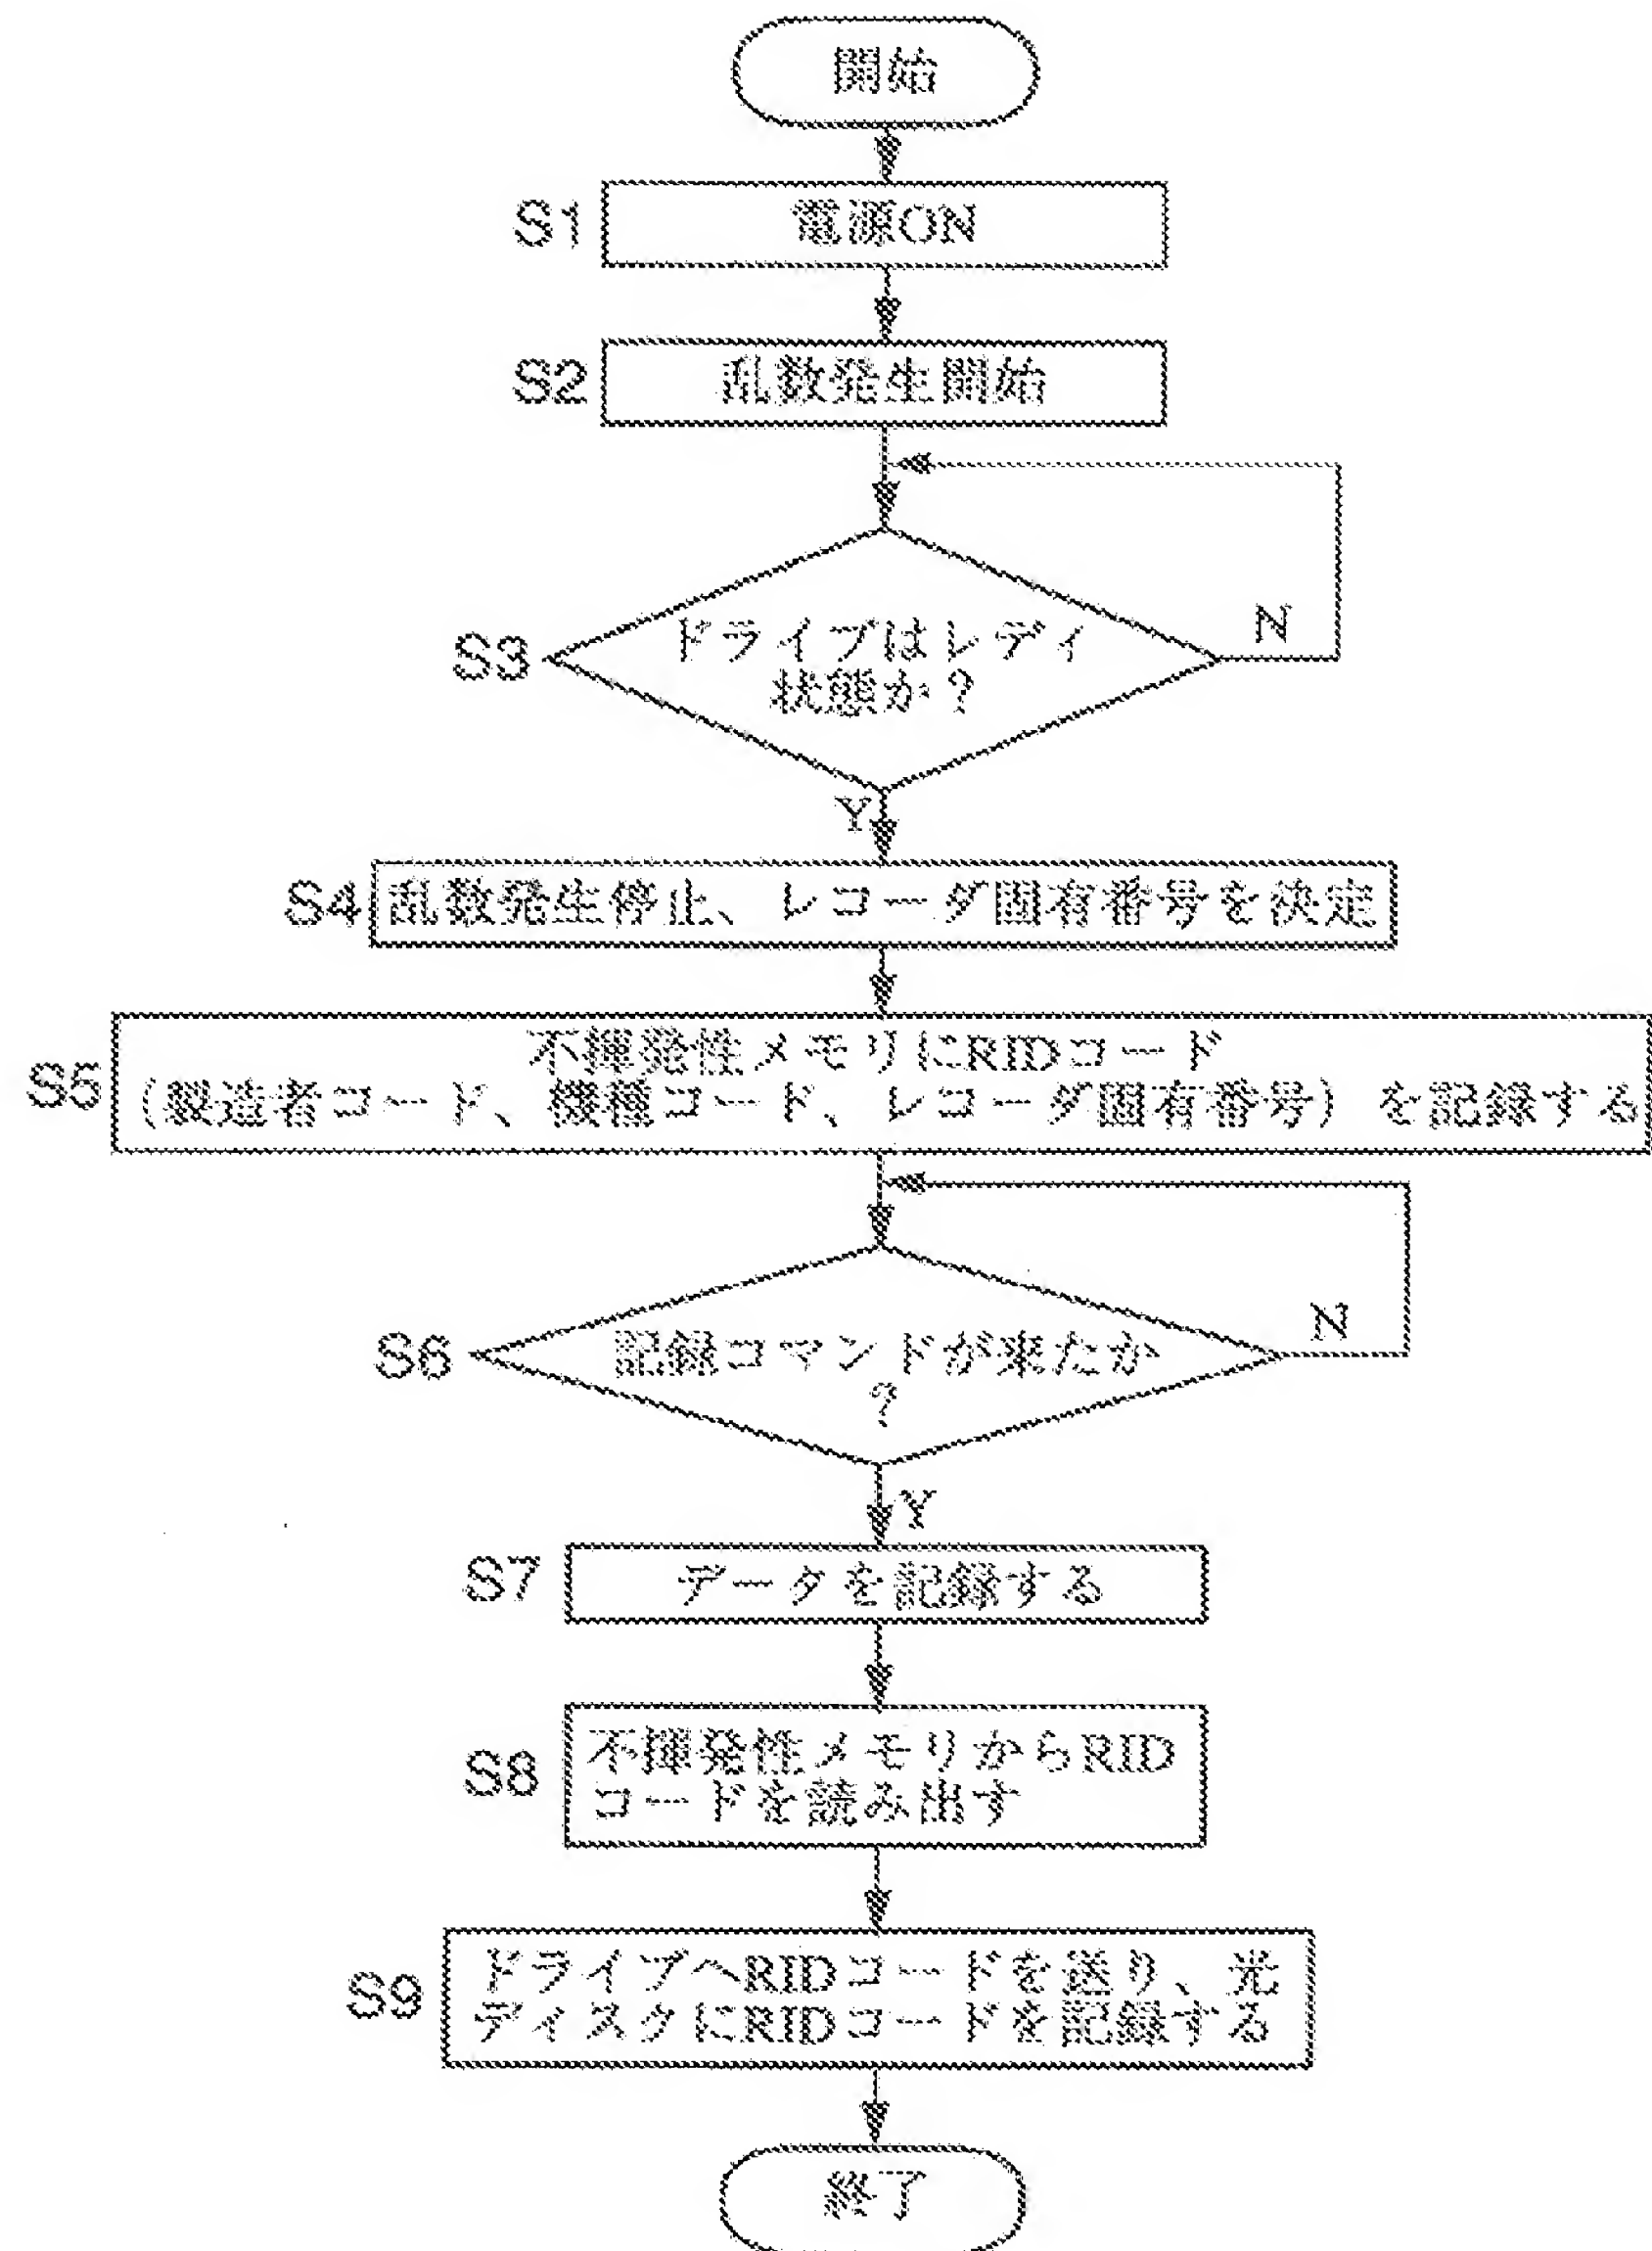 開始
S1 電源ON
S2 乱数発生開始
S3 ドライブはレディ
状態か?
N
Y
S4 乱数発生停止、レコーダ固有番号を決定
不揮発性メモリにRIDコード
S5 (製造者コード、機種コード、レコーダ固有番号)を記録する
S6 記録コマンドが来たか
?
N
Y
S7 データを記録する
不揮発性メモリからRID
S8 コードを読み出す
ドライブへRIDコードを送り、光
S9 ディスクにRIDコードを記録する
終了